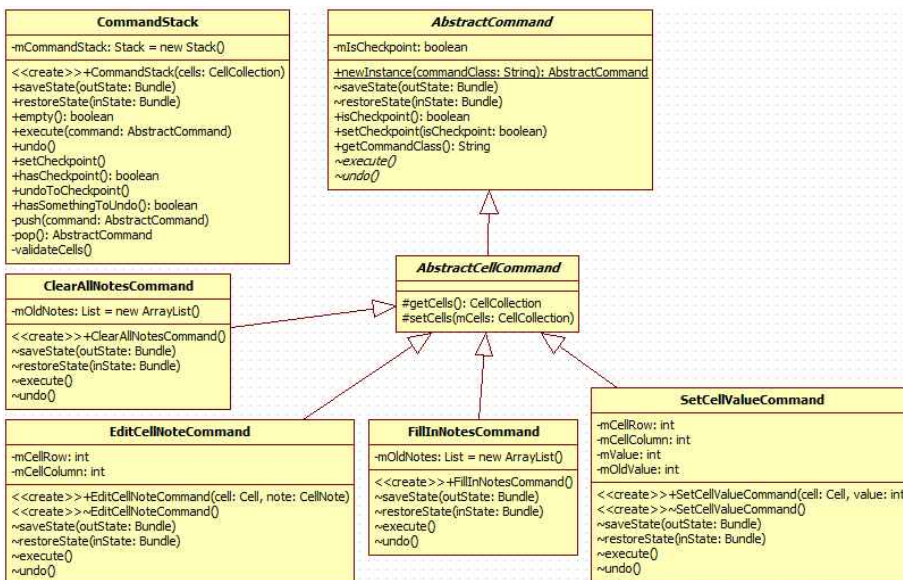 CommandStack
-mCommandStack: Stack = new Stack()
<<create>>+CommandStack(cells: CellCollection)
+saveState(outState: Bundle)
+restoreState(inState: Bundle)
+empty(): boolean
+execute(command: AbstractCommand)
+undo()
+setCheckpoint()
+hasCheckpoint(): boolean
+undoToCheckpoint()
+hasSomethingToUndo(): boolean
-push(command: AbstractCommand)
-pop(): AbstractCommand
-validateCells()
AbstractCommand
-mIsCheckpoint: boolean
+newInstance(commandClass: String): AbstractCommand
~saveState(outState: Bundle)
~restoreState(inState: Bundle)
+isCheckpoint(): boolean
+setCheckpoint(isCheckpoint: boolean)
+getCommandClass(): String
~execute()
~undo()
AbstractCellCommand
#getCells(): CellCollection
#setCells(mCells: CellCollection)
ClearAllNotesCommand
-mOldNotes: List = new ArrayList()
<<create>>+ClearAllNotesCommand()
~saveState(outState: Bundle)
~restoreState(inState: Bundle)
~execute()
~undo()
EditCellNoteCommand
-mCellRow: int
-mCellColumn: int
<<create>>+EditCellNoteCommand(cell: Cell, note: CellNote)
<<create>>~EditCellNoteCommand()
~saveState(outState: Bundle)
~restoreState(inState: Bundle)
~execute()
~undo()
FillInNotesCommand
-mOldNotes: List = new ArrayList()
<<create>>+FillInNotesCommand()
~saveState(outState: Bundle)
~restoreState(inState: Bundle)
~execute()
~undo()
SetCellValueCommand
-mCellRow: int
-mCellColumn: int
-mValue: int
-mOldValue: int
<<create>>+SetCellValueCommand(cell: Cell, value: int
<<create>>~SetCellValueCommand()
~saveState(outState: Bundle)
~restoreState(inState: Bundle)
~execute()
~undo()